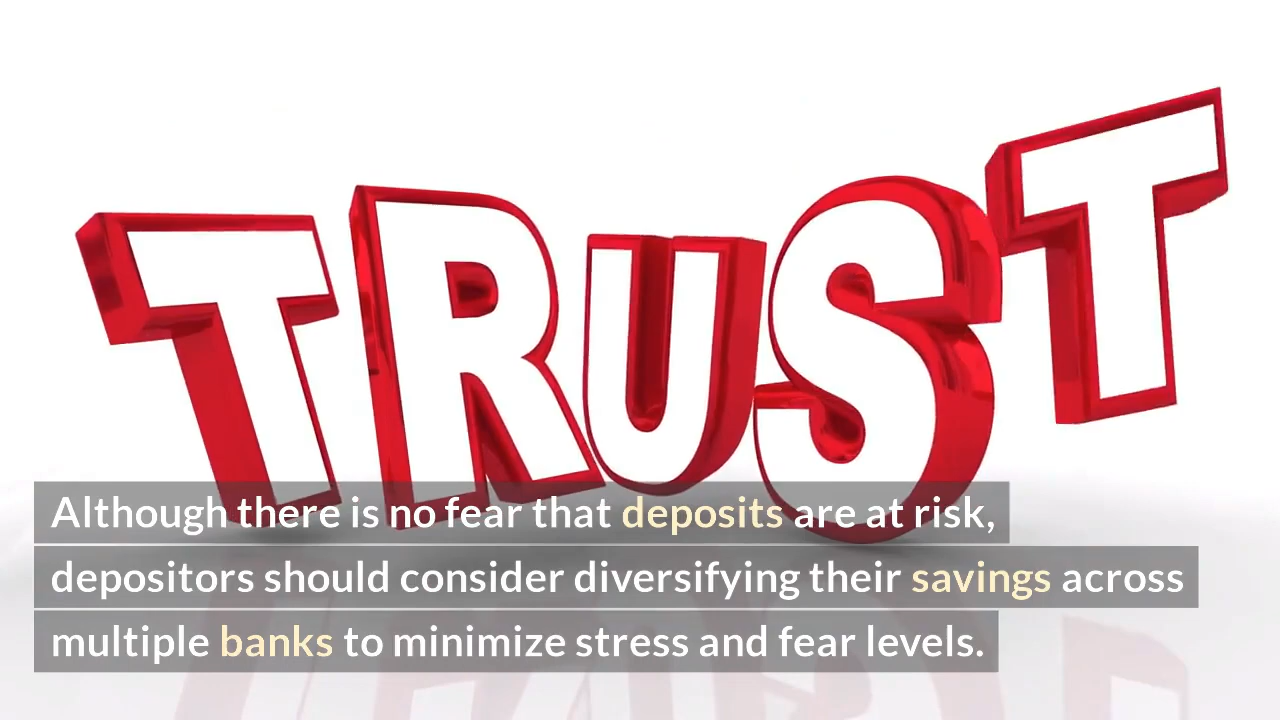 TRUST
Although there is no fear that deposits are at risk,
depositors should consider diversifying their savings across
multiple banks to minimize stress and fear levels.